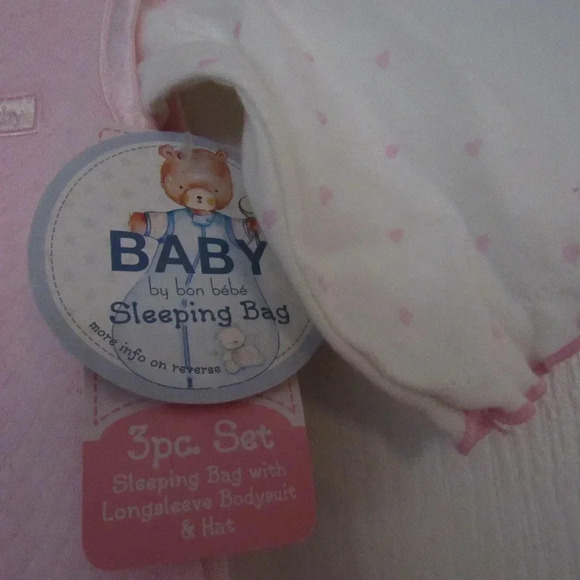 BABY
by bon bébé
Sleeping Bag
more info on reverse
3pc. Set
Sleeping Bag with
Longsleeve Bodysuit
& Hat